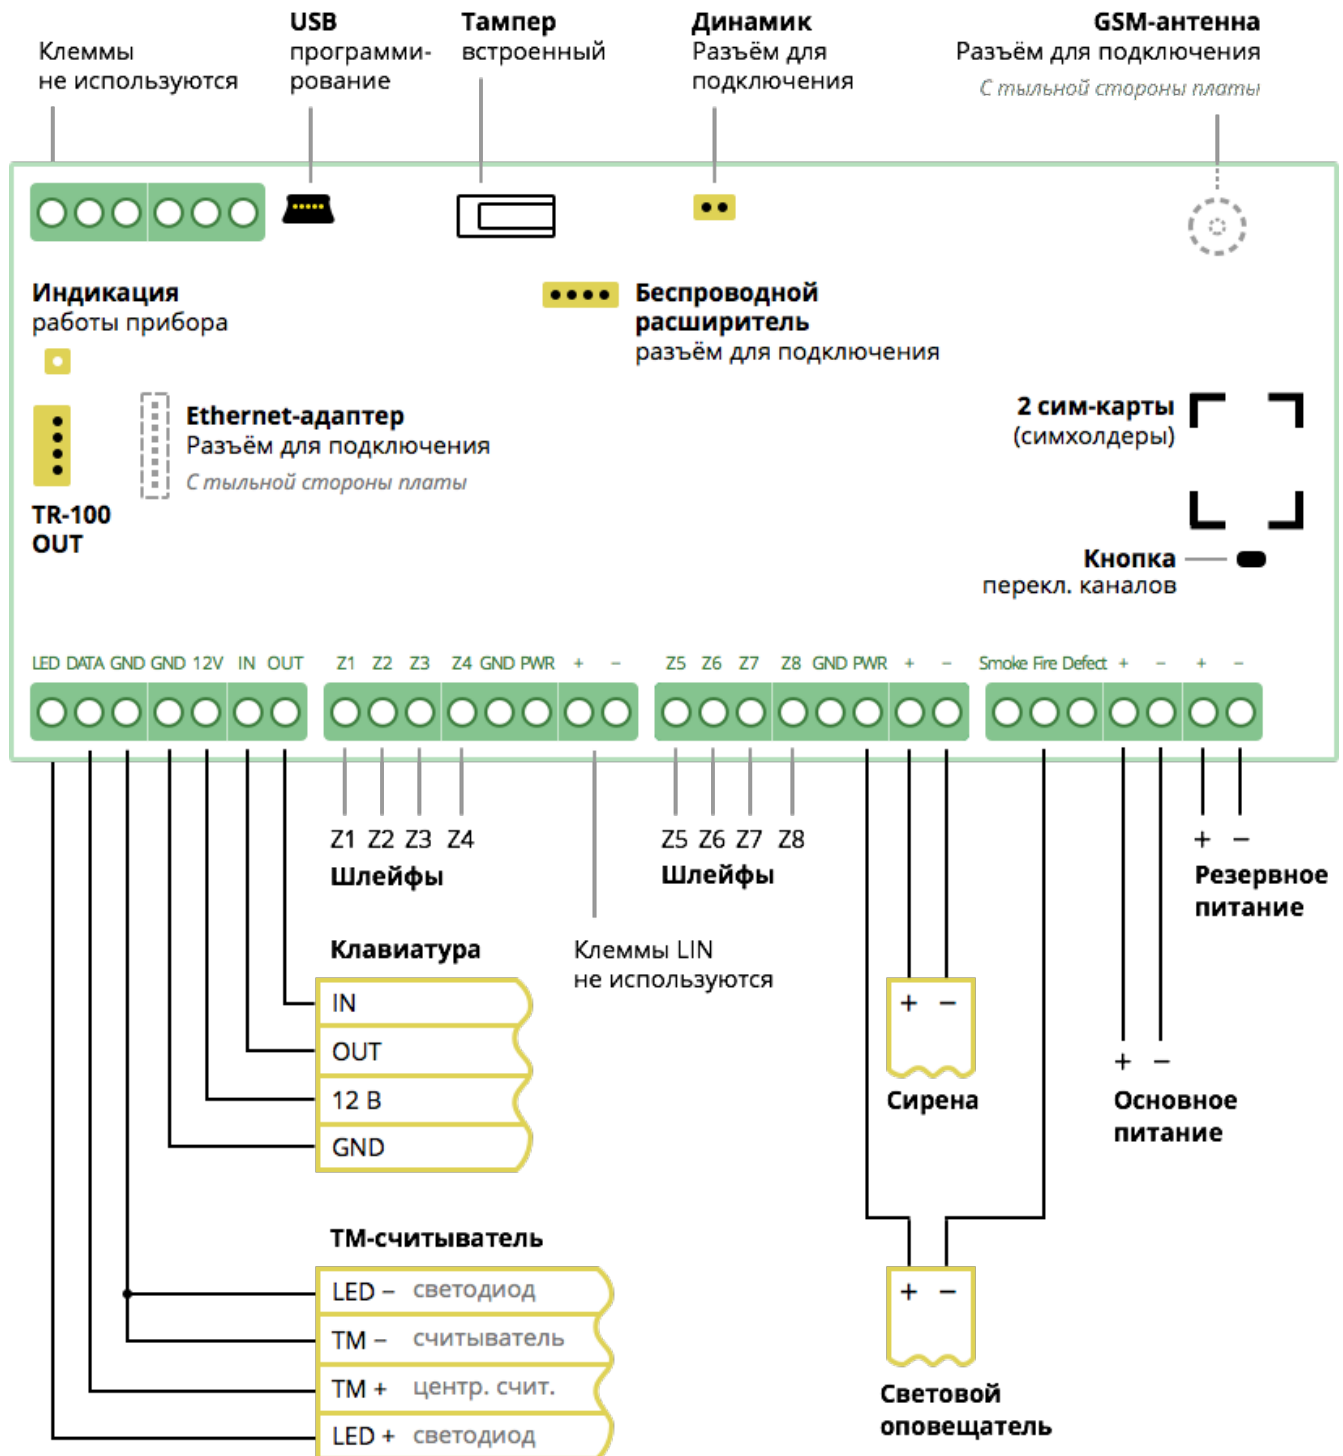 Клеммы
не используются
USB
программи-
рование
Тампер
встроенный
Динамик
Разъём для
подключения
GSM-антенна
Разъём для подключения
С тыльной стороны платы
Индикация
работы прибора
Беспроводной
расширитель
разъём для подключения
Ethernet-адаптер
Разъём для подключения
С тыльной стороны платы
2 сим-карты
(симхолдеры)
TR-100
OUT
Кнопка
перекл. каналов
LED DATA GND GND 12V IN OUT Z1 Z2 Z3 Z4 GND PWR + − Z5 Z6 Z7 Z8 GND PWR + − Smoke Fire Defect + − + −
Z1 Z2 Z3 Z4
Шлейфы
Z5 Z6 Z7 Z8
Шлейфы
+ −
Резервное
питание
Клавиатура
IN
OUT
12 В
GND
Клеммы LIN
не используются
+ −
Сирена
+ −
Основное
питание
ТМ-считыватель
LED − светодиод
TM − считыватель
TM + центр. счит.
LED + светодиод
+ −
Световой
оповещатель